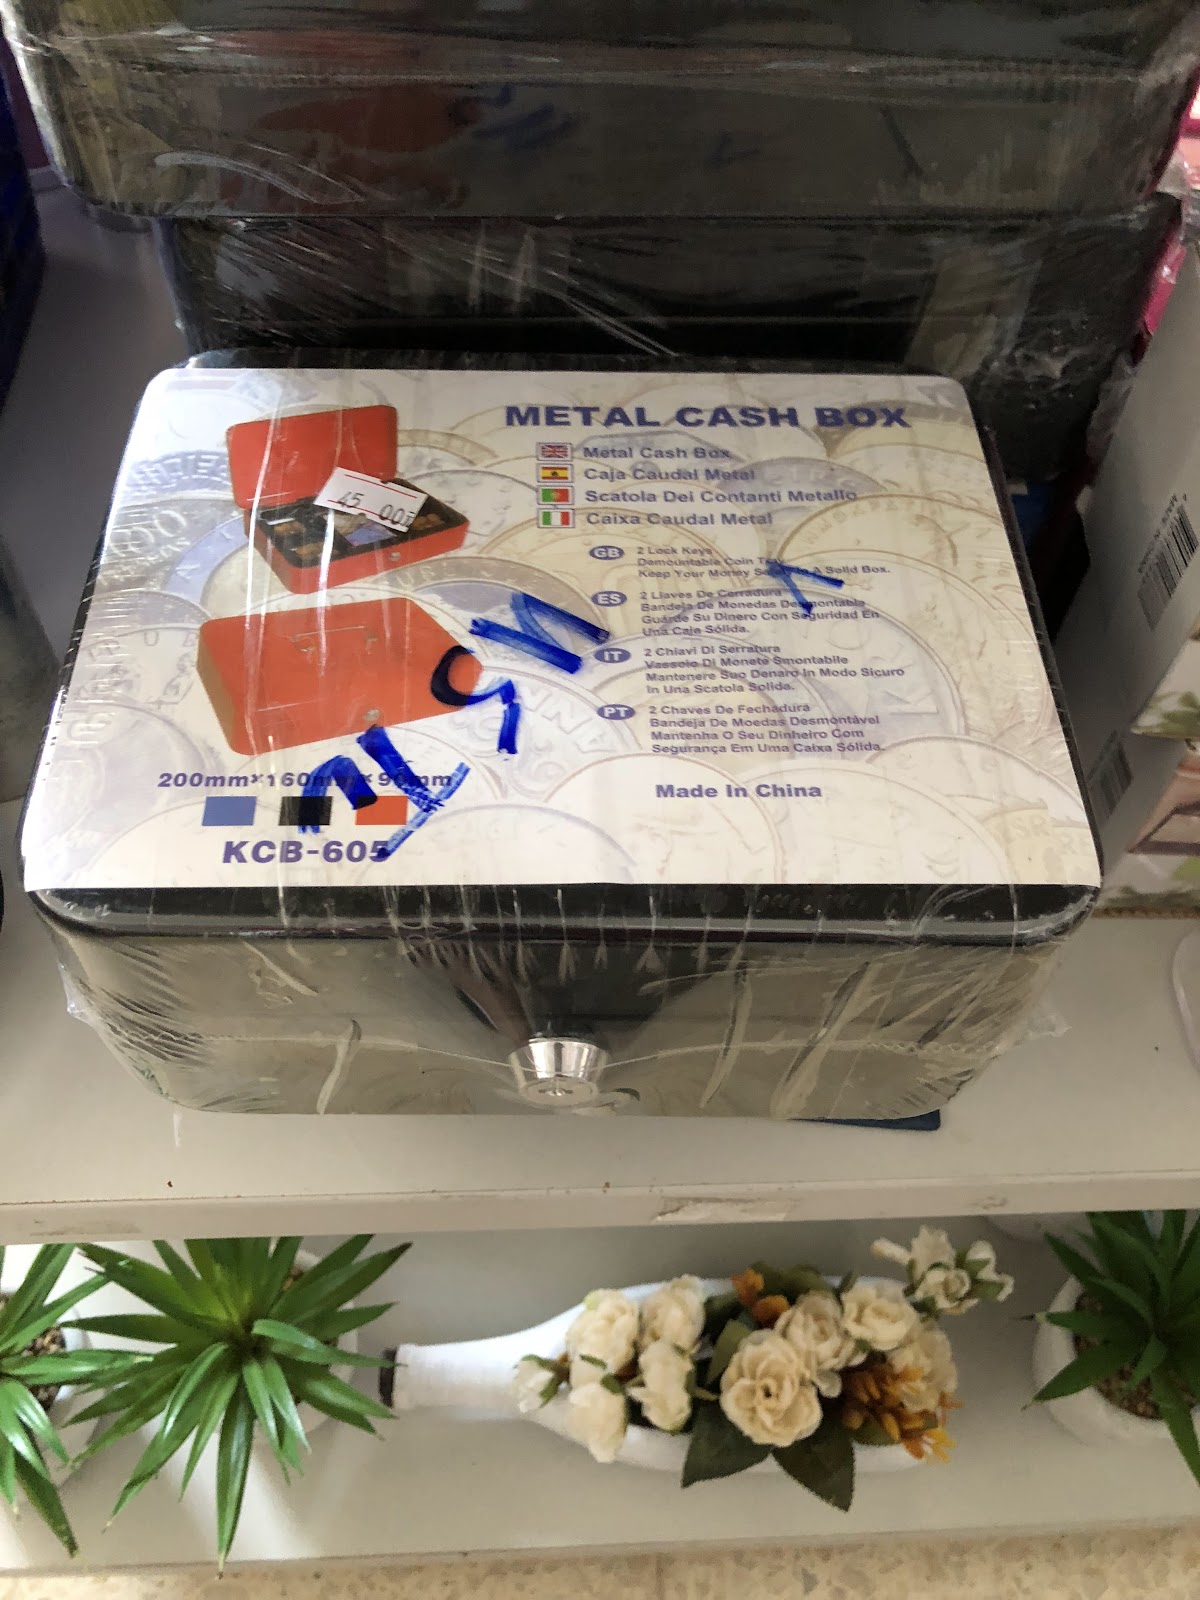 METAL CASH BOX
Metal Cash Box
Caja Caudal Metal
Scatola Dei Contanti Metallo
Caixa Caudal Metal
45 00
GB 2 Lock Keys
Demountable Coin Tray
Keep Your Money Safely In A Solid Box.
ES 2 Llaves De Cerradura
Bandeja De Monedas Desmontable
Guarde Su Dinero Con Seguridad En
Una Caja Sólida.
IT 2 Chiavi Di Serratura
Vassoio Di Monete Smontabile
Mantenere Suo Denaro In Modo Sicuro
In Una Scatola Solida.
PT 2 Chaves De Fechadura
Bandeja De Moedas Desmontável
Mantenha O Seu Dinheiro Com
Segurança Em Uma Caixa Sólida.
200mm×160mm×90mm
KCB-605
Made In China